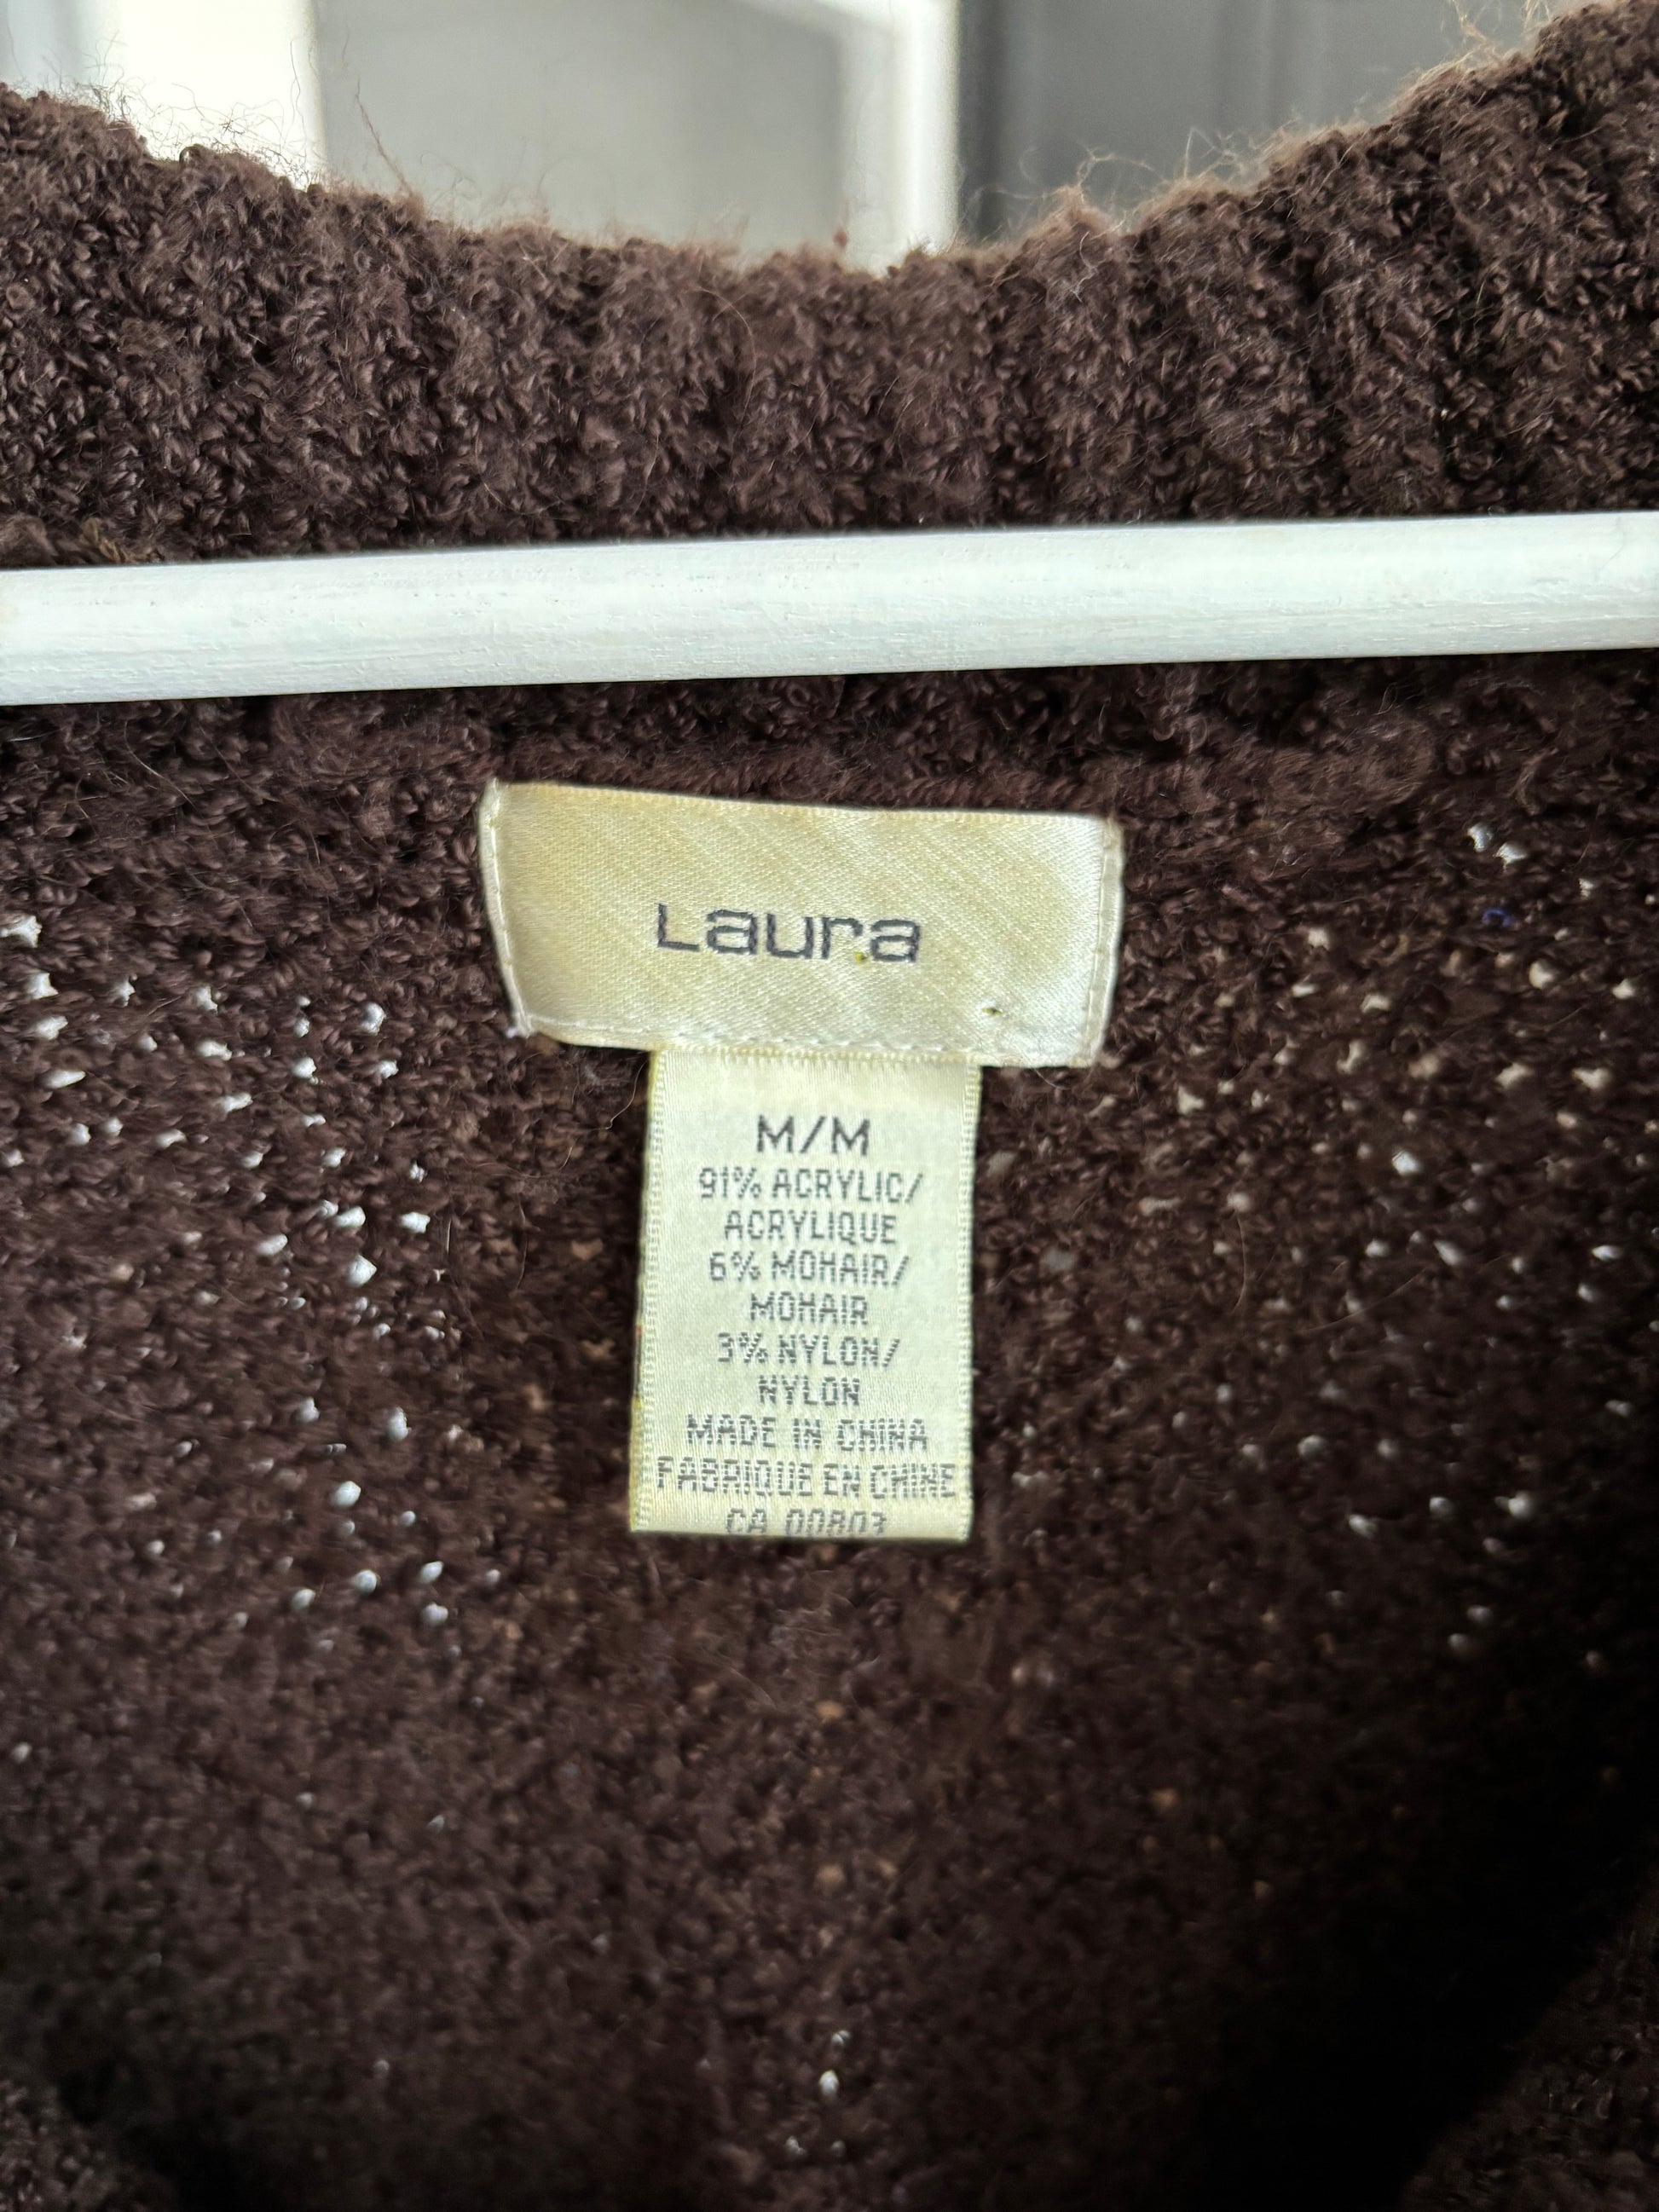 Laura
M/M
91% ACRYLIC/
ACRYLIQUE
6% MOHAIR/
MOHAIR
3% NYLON/
NYLON
MADE IN CHINA
FABRIQUE EN CHINE
CA 00803